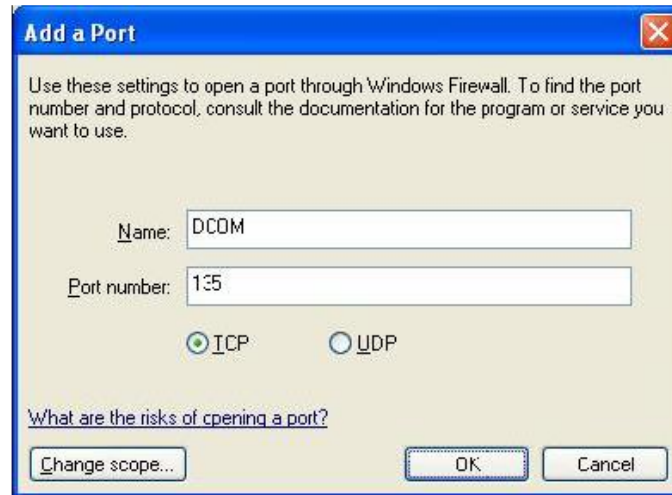 Add a Port
Use these settings to open a port through Windows Firewall. To find the port
number and protocol, consult the documentation for the program or service you
want to use.
Name: DCOM
Port number: 135
TCP UDP
What are the risks of opening a port?
Change scope... OK Cancel